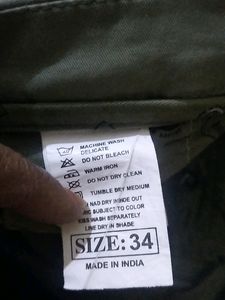 MACHINE WASH
DELICATE
DO NOT BLEACH
WARM IRON
DO NOT DRY CLEAN
TUMBLE DRY MEDIUM
NAD DRY INSIDE OUT
SUBJECT TO COLOR
WASH SEPARATELY
LINE DRY IN SHADE
SIZE: 34
MADE IN INDIA